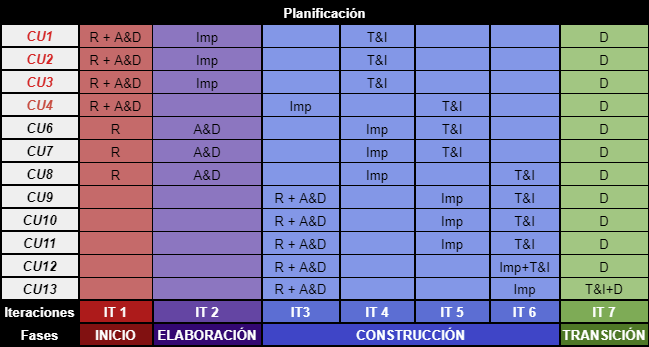 Planificación
CU1 R + A&D Imp T&I D
CU2 R + A&D Imp T&I D
CU3 R + A&D Imp T&I D
CU4 R + A&D Imp T&I D
CU6 R A&D Imp T&I D
CU7 R A&D Imp T&I D
CU8 R A&D Imp T&I D
CU9 R + A&D Imp T&I D
CU10 R + A&D Imp T&I D
CU11 R + A&D Imp T&I D
CU12 R + A&D Imp+T&I D
CU13 R + A&D Imp T&I+D
Iteraciones IT 1 IT 2 IT3 IT 4 IT 5 IT 6 IT 7
Fases INICIO ELABORACIÓN CONSTRUCCIÓN TRANSICIÓN